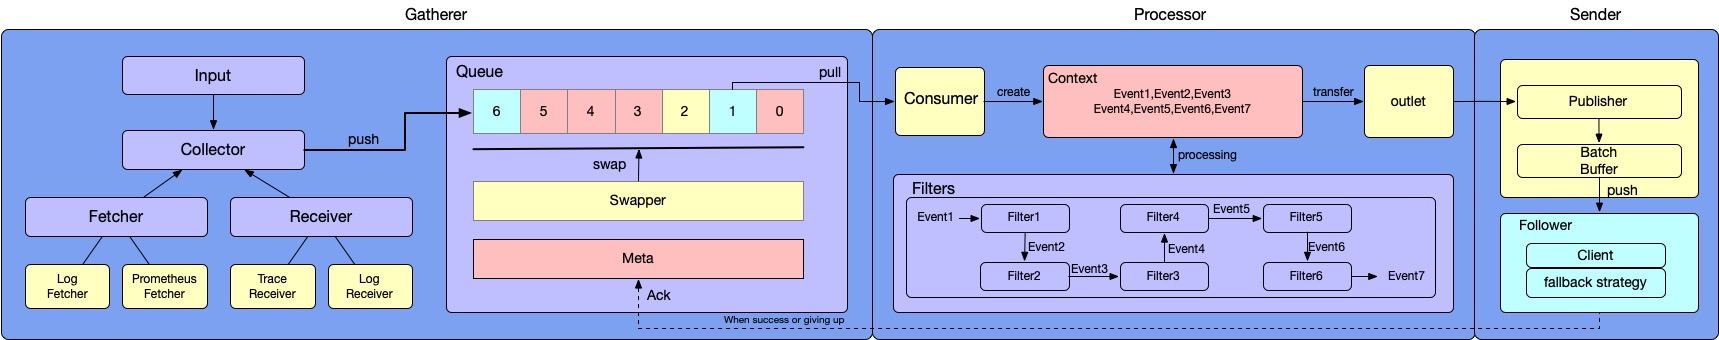 Gatherer
Processor
Sender
Input
Collector
push
Fetcher
Receiver
Log
Fetcher
Prometheus
Fetcher
Trace
Receiver
Log
Receiver
Queue
pull
6 5 4 3 2 1 0
swap
Swapper
Meta
Ack
When success or giving up
Consumer
create
Context
Event1,Event2,Event3
Event4,Event5,Event6,Event7
transfer
outlet
processing
Filters
Event1
Filter1
Event2
Filter2
Event3
Filter3
Event4
Filter4
Event5
Filter5
Event6
Filter6
Event7
Publisher
Batch
Buffer
push
Follower
Client
fallback strategy